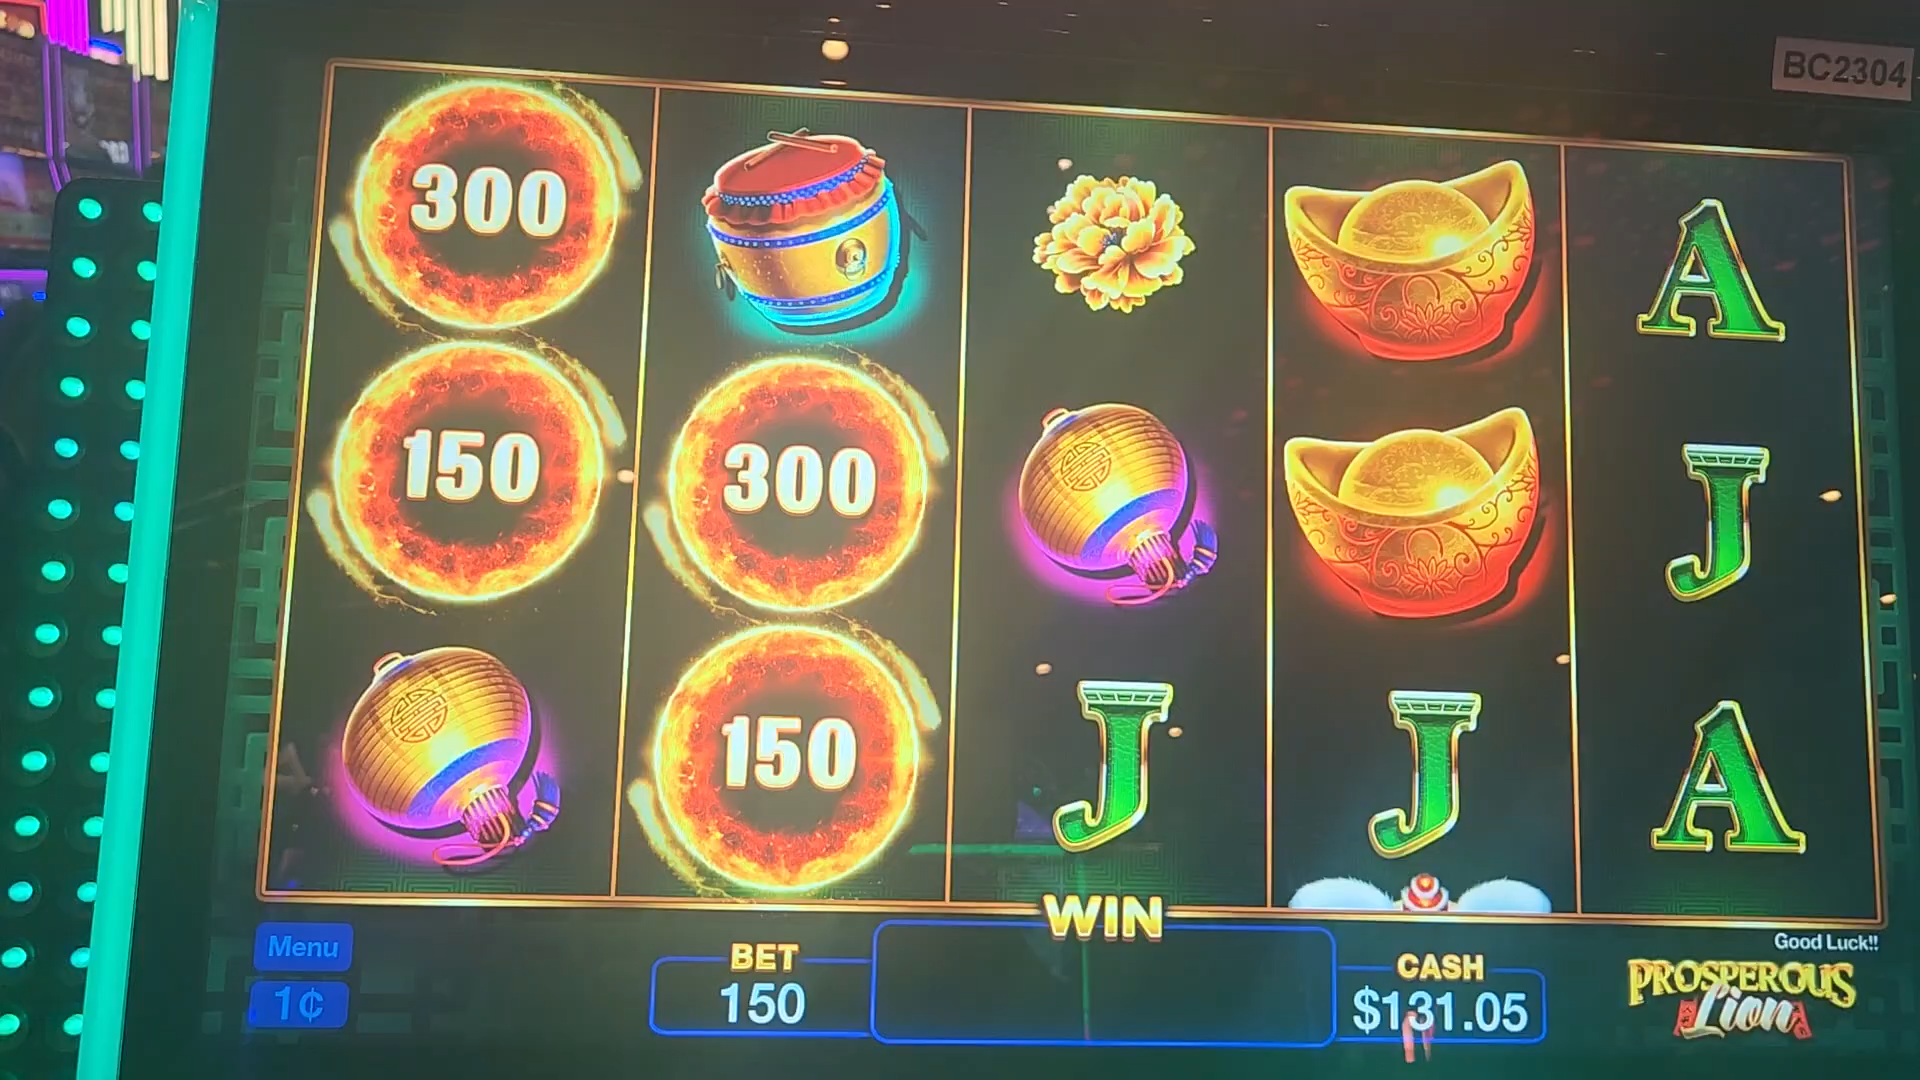 BC2304
300
A
150
300
J
150
J
J
A
WIN
Menu
1¢
BET
150
CASH
$131.05
Good Luck!!
PROSPEROUS
Lion